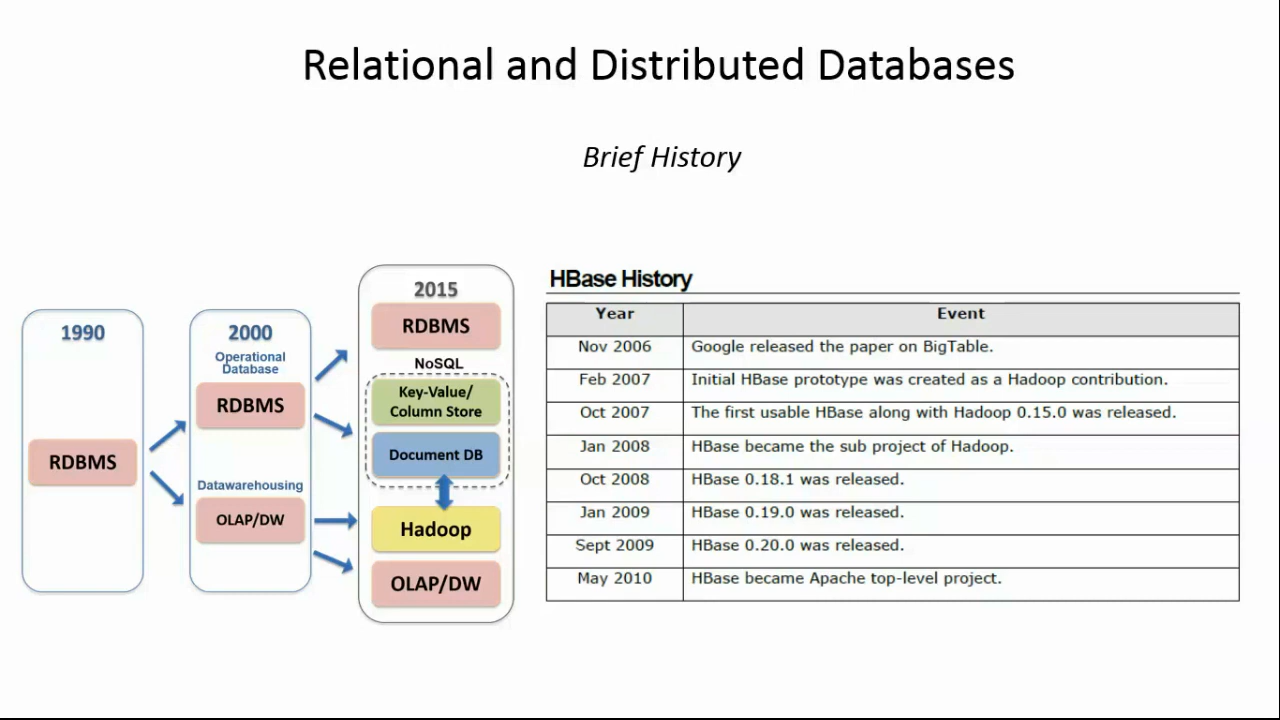 Relational and Distributed Databases
Brief History
1990
RDBMS
2000
Operational
Database
RDBMS
Datawarehousing
OLAP/DW
2015
RDBMS
NoSQL
Key-Value/
Column Store
Document DB
Hadoop
OLAP/DW
HBase History
Year Event
Nov 2006 Google released the paper on BigTable.
Feb 2007 Initial HBase prototype was created as a Hadoop contribution.
Oct 2007 The first usable HBase along with Hadoop 0.15.0 was released.
Jan 2008 HBase became the sub project of Hadoop.
Oct 2008 HBase 0.18.1 was released.
Jan 2009 HBase 0.19.0 was released.
Sept 2009 HBase 0.20.0 was released.
May 2010 HBase became Apache top-level project.